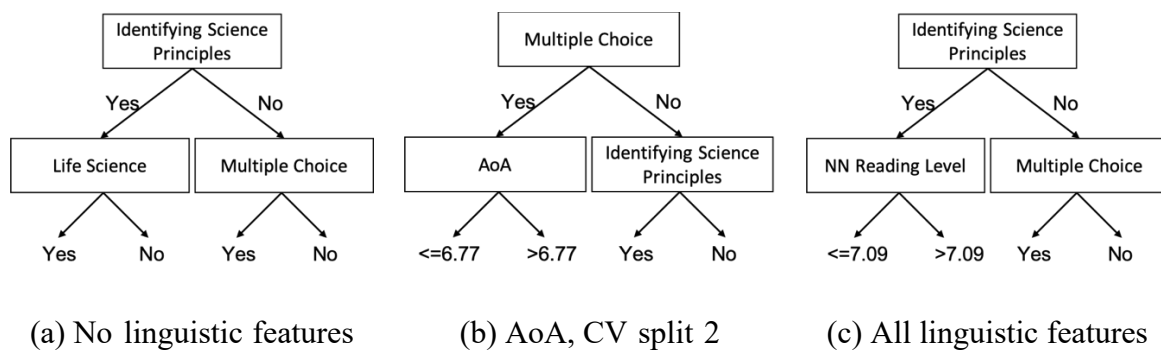 Identifying Science
Principles
Yes
No
Life Science
Multiple Choice
Yes
No
Yes
No
(a) No linguistic features
Multiple Choice
Yes
No
AoA
Identifying Science
Principles
<=6.77
>6.77
Yes
No
(b) AoA, CV split 2
Identifying Science
Principles
Yes
No
NN Reading Level
Multiple Choice
<=7.09
>7.09
Yes
No
(c) All linguistic features